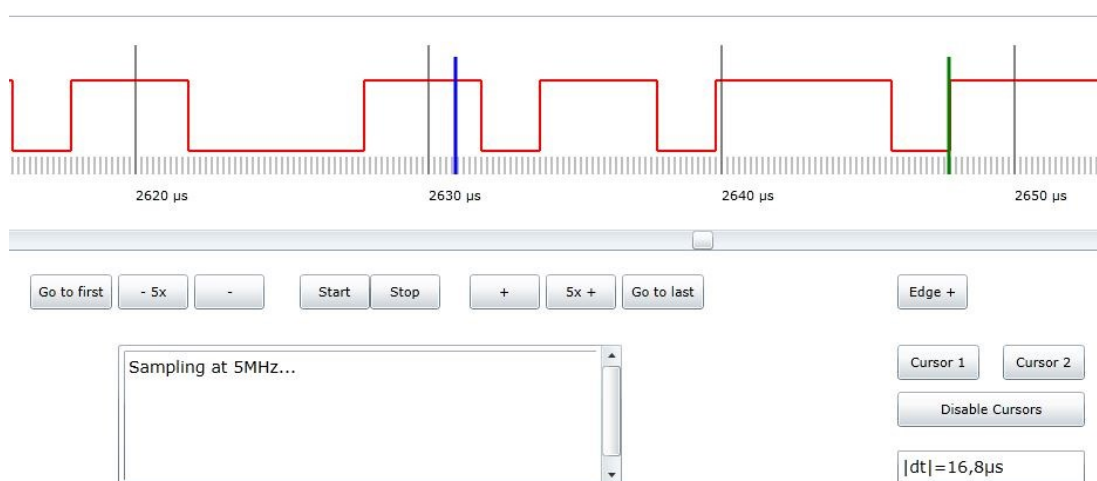 2620 µs 2630 µs 2640 µs 2650 µs
Go to first - 5x - Start Stop + 5x + Go to last Edge +
Sampling at 5MHz...
Cursor 1 Cursor 2
Disable Cursors
|dt|=16,8µs